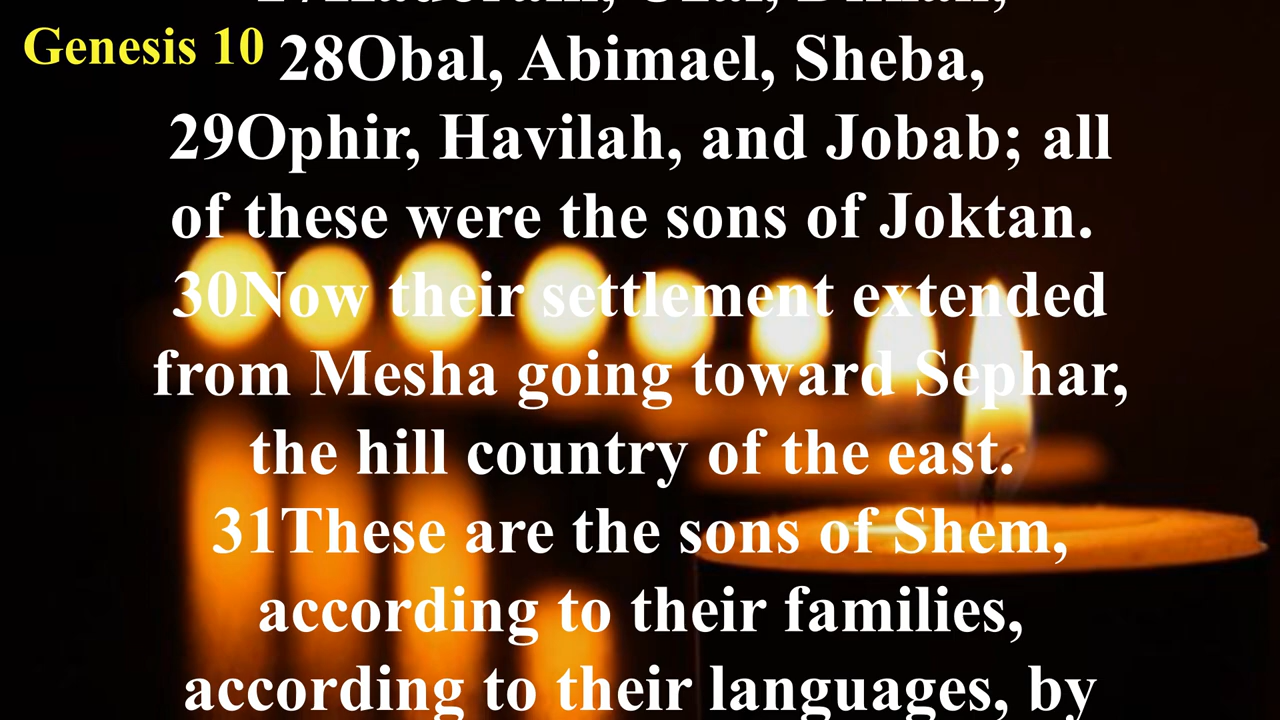 Genesis 10
28Obal, Abimael, Sheba,
29Ophir, Havilah, and Jobab; all
of these were the sons of Joktan.
30Now their settlement extended
from Mesha going toward Sephar,
the hill country of the east.
31These are the sons of Shem,
according to their families,
according to their languages, by